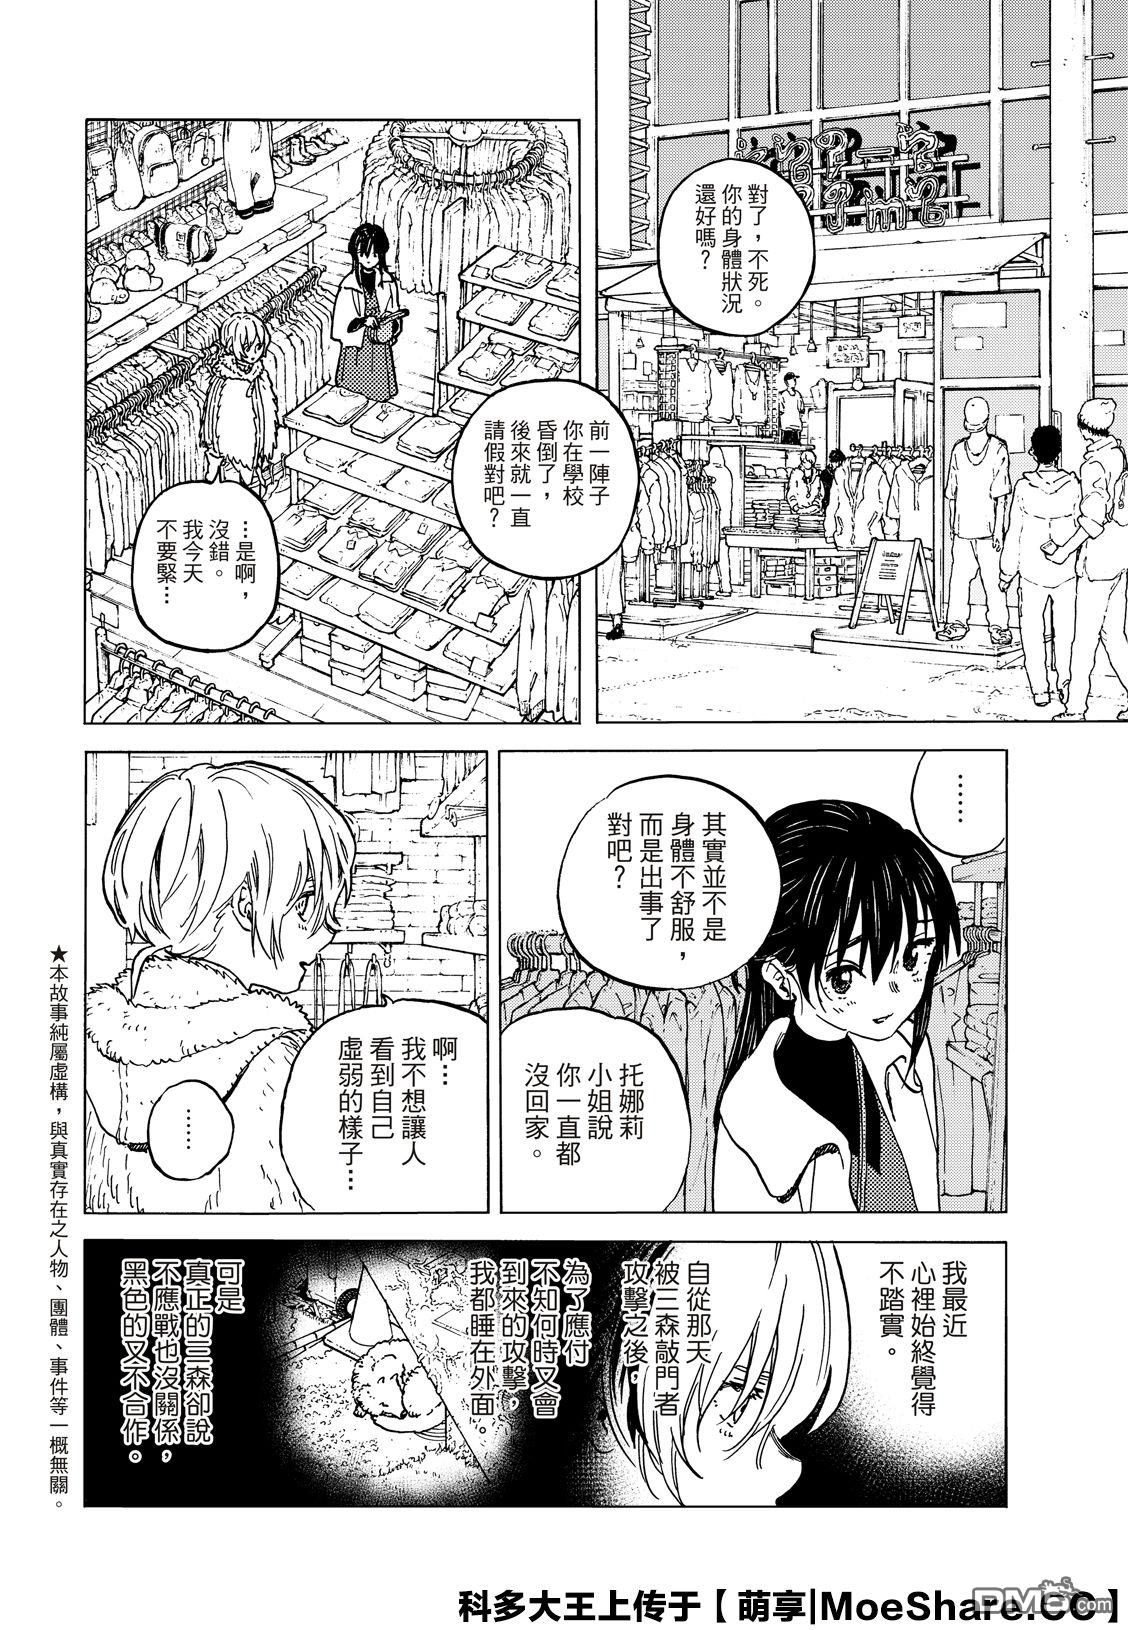 對了，不死。
你的身體狀況
還好嗎？
前一陣子
你在學校
昏倒了，
後來就一直
請假對吧？
…是啊，
沒錯。
我今天
不要緊…
……
其實並不是
身體不舒服，
而是出事了
對吧？
托娜莉
小姐說
你一直都
沒回家。
啊…
我不想讓人
看到自己
虛弱的樣子…
……
我最近
心裡始終覺得
不踏實。
自從那天
被三森敲門者
攻擊之後，
為了應付
不知何時又會
到來的攻擊，
我都睡在外面。
可是
真正的三森卻說
不應戰也沒關係，
黑色的又不合作。
★本故事純屬虛構，與真實存在之人物、團體、事件等一概無關。
科多大王上传于【萌享|MoeShare.CC】